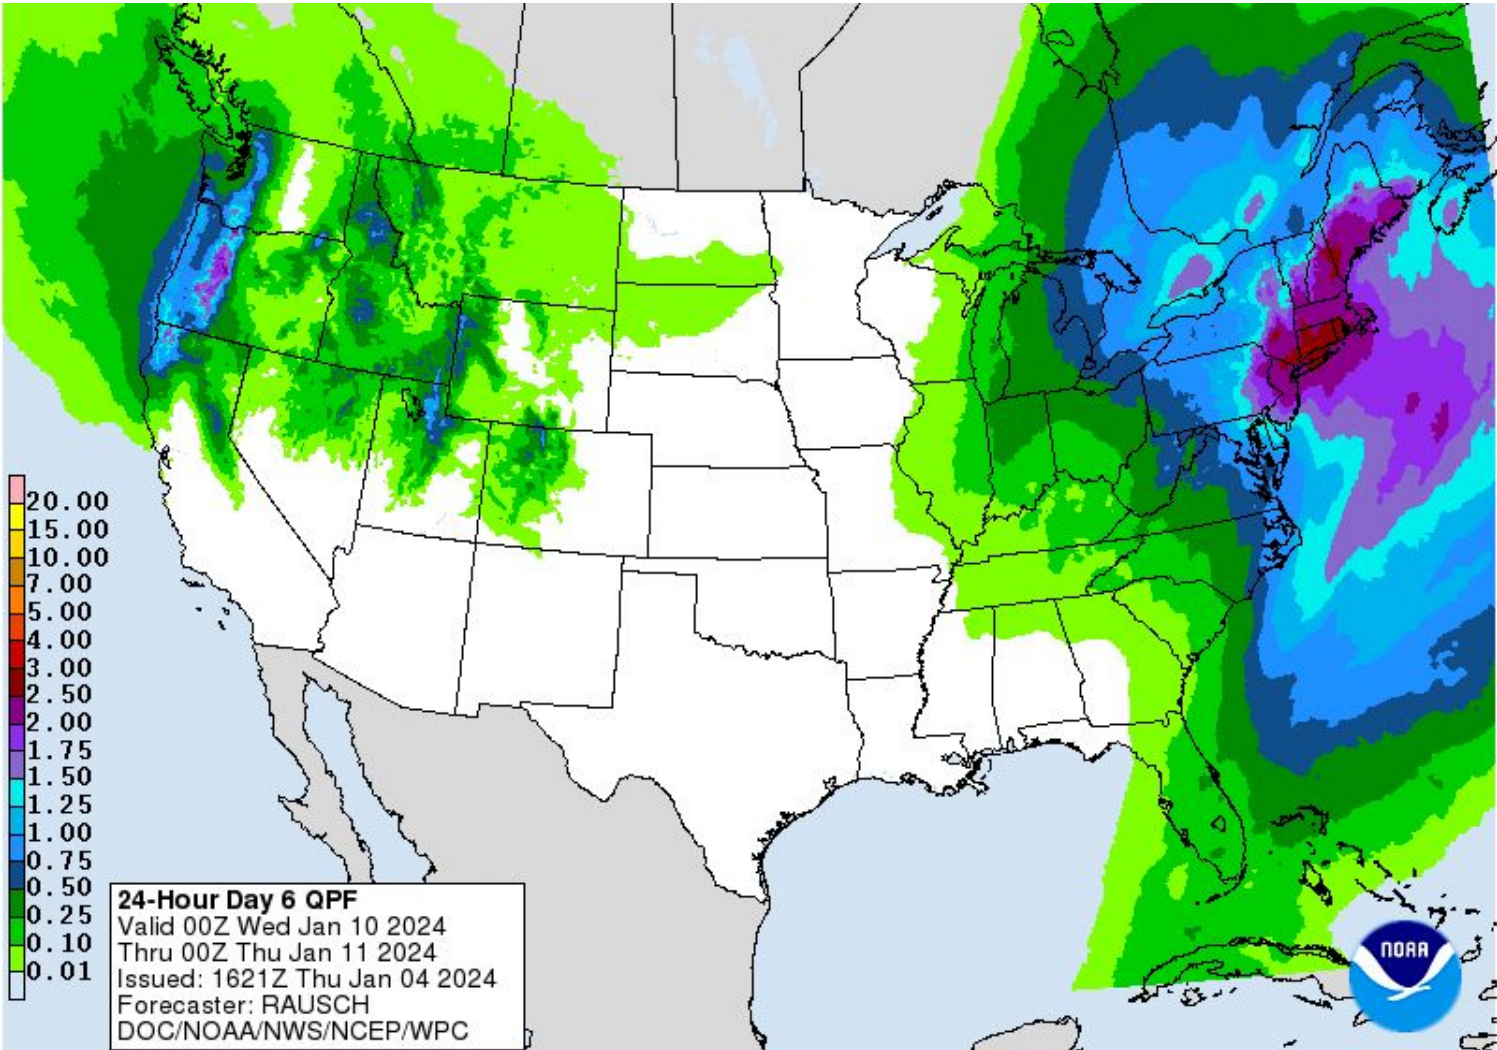 20.00
15.00
10.00
7.00
5.00
4.00
3.00
2.50
2.00
1.75
1.50
1.25
1.00
0.75
0.50
0.25
0.10
0.01
24-Hour Day 6 QPF
Valid 00Z Wed Jan 10 2024
Thru 00Z Thu Jan 11 2024
Issued: 1621Z Thu Jan 04 2024
Forecaster: RAUSCH
DOC/NOAA/NWS/NCEP/WPC
NOAA